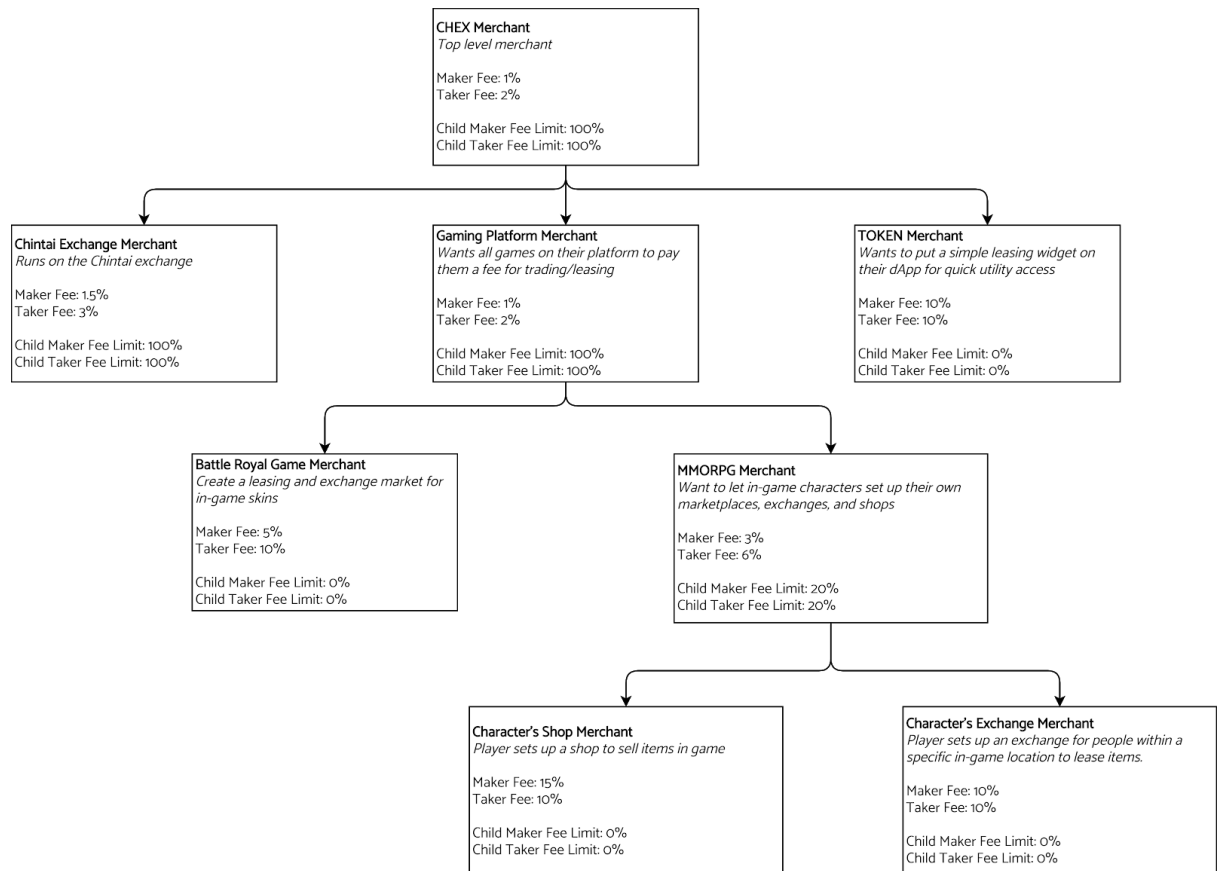 CHEX Merchant
Top level merchant
Maker Fee: 1%
Taker Fee: 2%
Child Maker Fee Limit: 100%
Child Taker Fee Limit: 100%
Chintai Exchange Merchant
Runs on the Chintai exchange
Maker Fee: 1.5%
Taker Fee: 3%
Child Maker Fee Limit: 100%
Child Taker Fee Limit: 100%
Gaming Platform Merchant
Wants all games on their platform to pay
them a fee for trading/leasing
Maker Fee: 1%
Taker Fee: 2%
Child Maker Fee Limit: 100%
Child Taker Fee Limit: 100%
TOKEN Merchant
Wants to put a simple leasing widget on
their dApp for quick utility access
Maker Fee: 10%
Taker Fee: 10%
Child Maker Fee Limit: 0%
Child Taker Fee Limit: 0%
Battle Royal Game Merchant
Create a leasing and exchange market for
in-game skins
Maker Fee: 5%
Taker Fee: 10%
Child Maker Fee Limit: 0%
Child Taker Fee Limit: 0%
MMORPG Merchant
Want to let in-game characters set up their own
marketplaces, exchanges, and shops
Maker Fee: 3%
Taker Fee: 6%
Child Maker Fee Limit: 20%
Child Taker Fee Limit: 20%
Character's Shop Merchant
Player sets up a shop to sell items in game
Maker Fee: 15%
Taker Fee: 10%
Child Maker Fee Limit: 0%
Child Taker Fee Limit: 0%
Character's Exchange Merchant
Player sets up an exchange for people within a
specific in-game location to lease items.
Maker Fee: 10%
Taker Fee: 10%
Child Maker Fee Limit: 0%
Child Taker Fee Limit: 0%